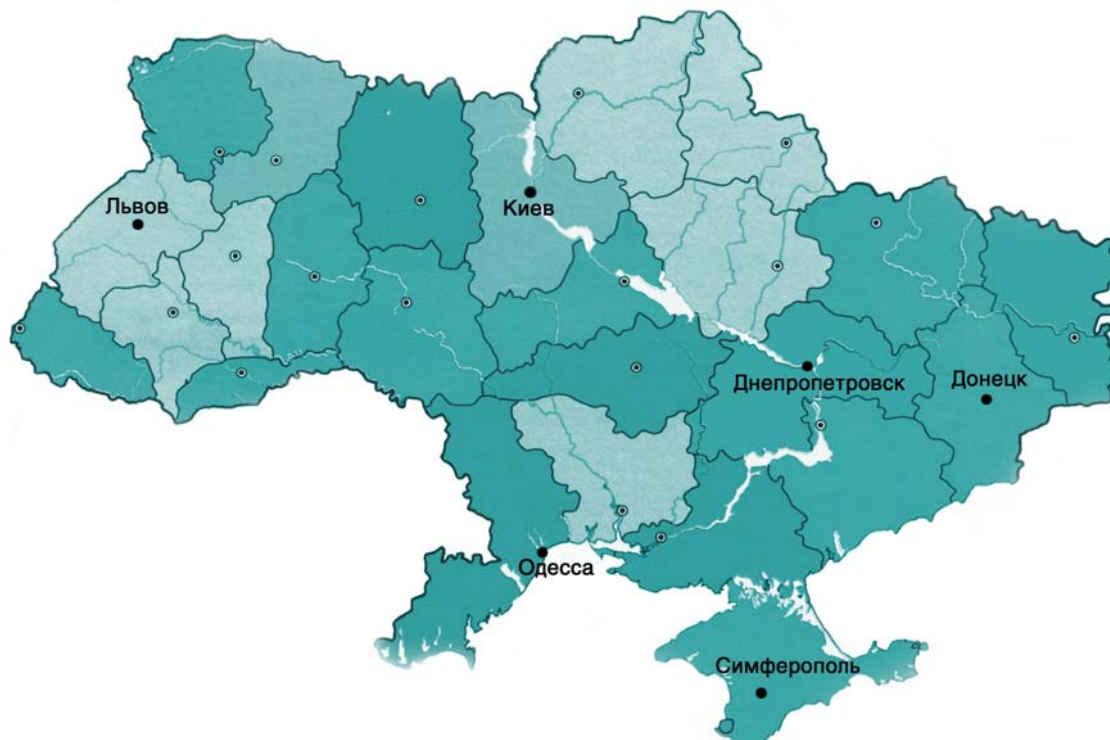 Львов
Киев
Днепропетровск
Донецк
Одесса
Симферополь